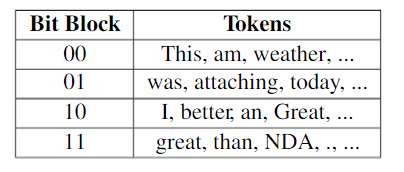 Bit Block Tokens
00 This, am, weather, ...
01 was, attaching, today, ...
10 I, better, an, Great, ...
11 great, than, NDA, ., ...